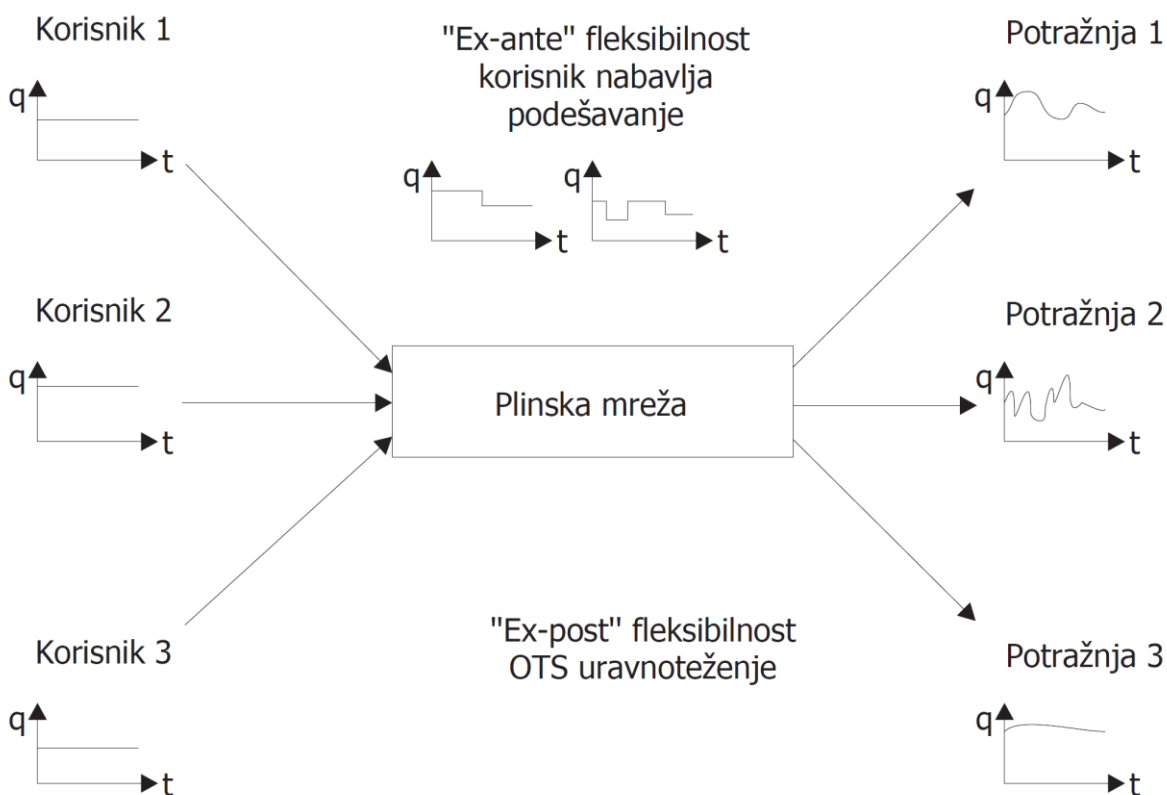 Korisnik 1
q
t
"Ex-ante" fleksibilnost
korisnik nabavlja
podešavanje
q
t
q
t
Potražnja 1
q
t
Korisnik 2
q
t
Plinska mreža
Potražnja 2
q
t
Korisnik 3
q
t
"Ex-post" fleksibilnost
OTS uravnoteženje
Potražnja 3
q
t